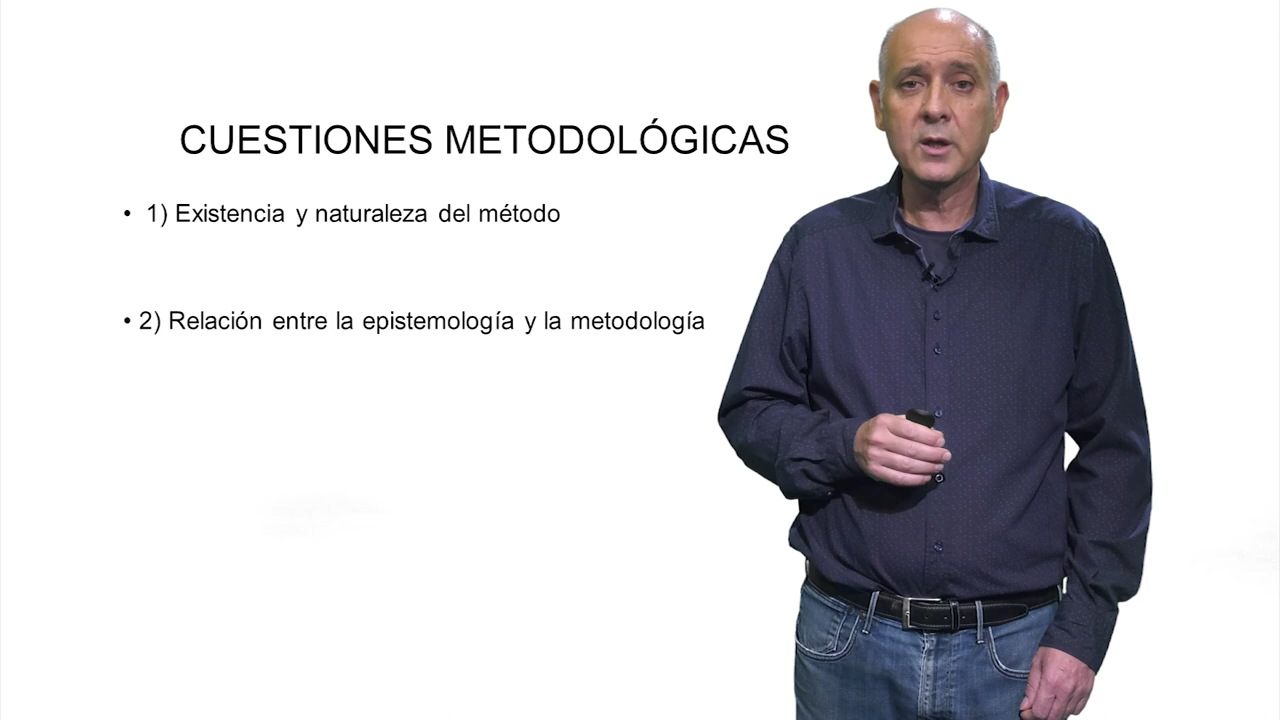 CUESTIONES METODOLÓGICAS
• 1) Existencia y naturaleza del método
• 2) Relación entre la epistemología y la metodología